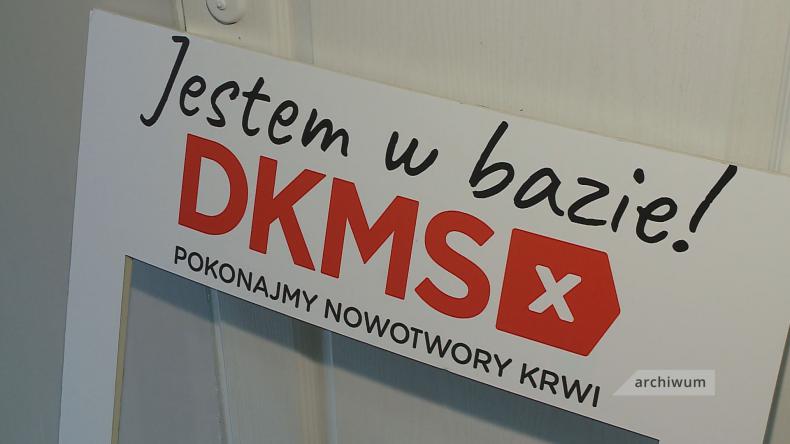 Jestem w bazie!
DKMS x
POKONAJMY NOWOTWORY KRWI
archiwum